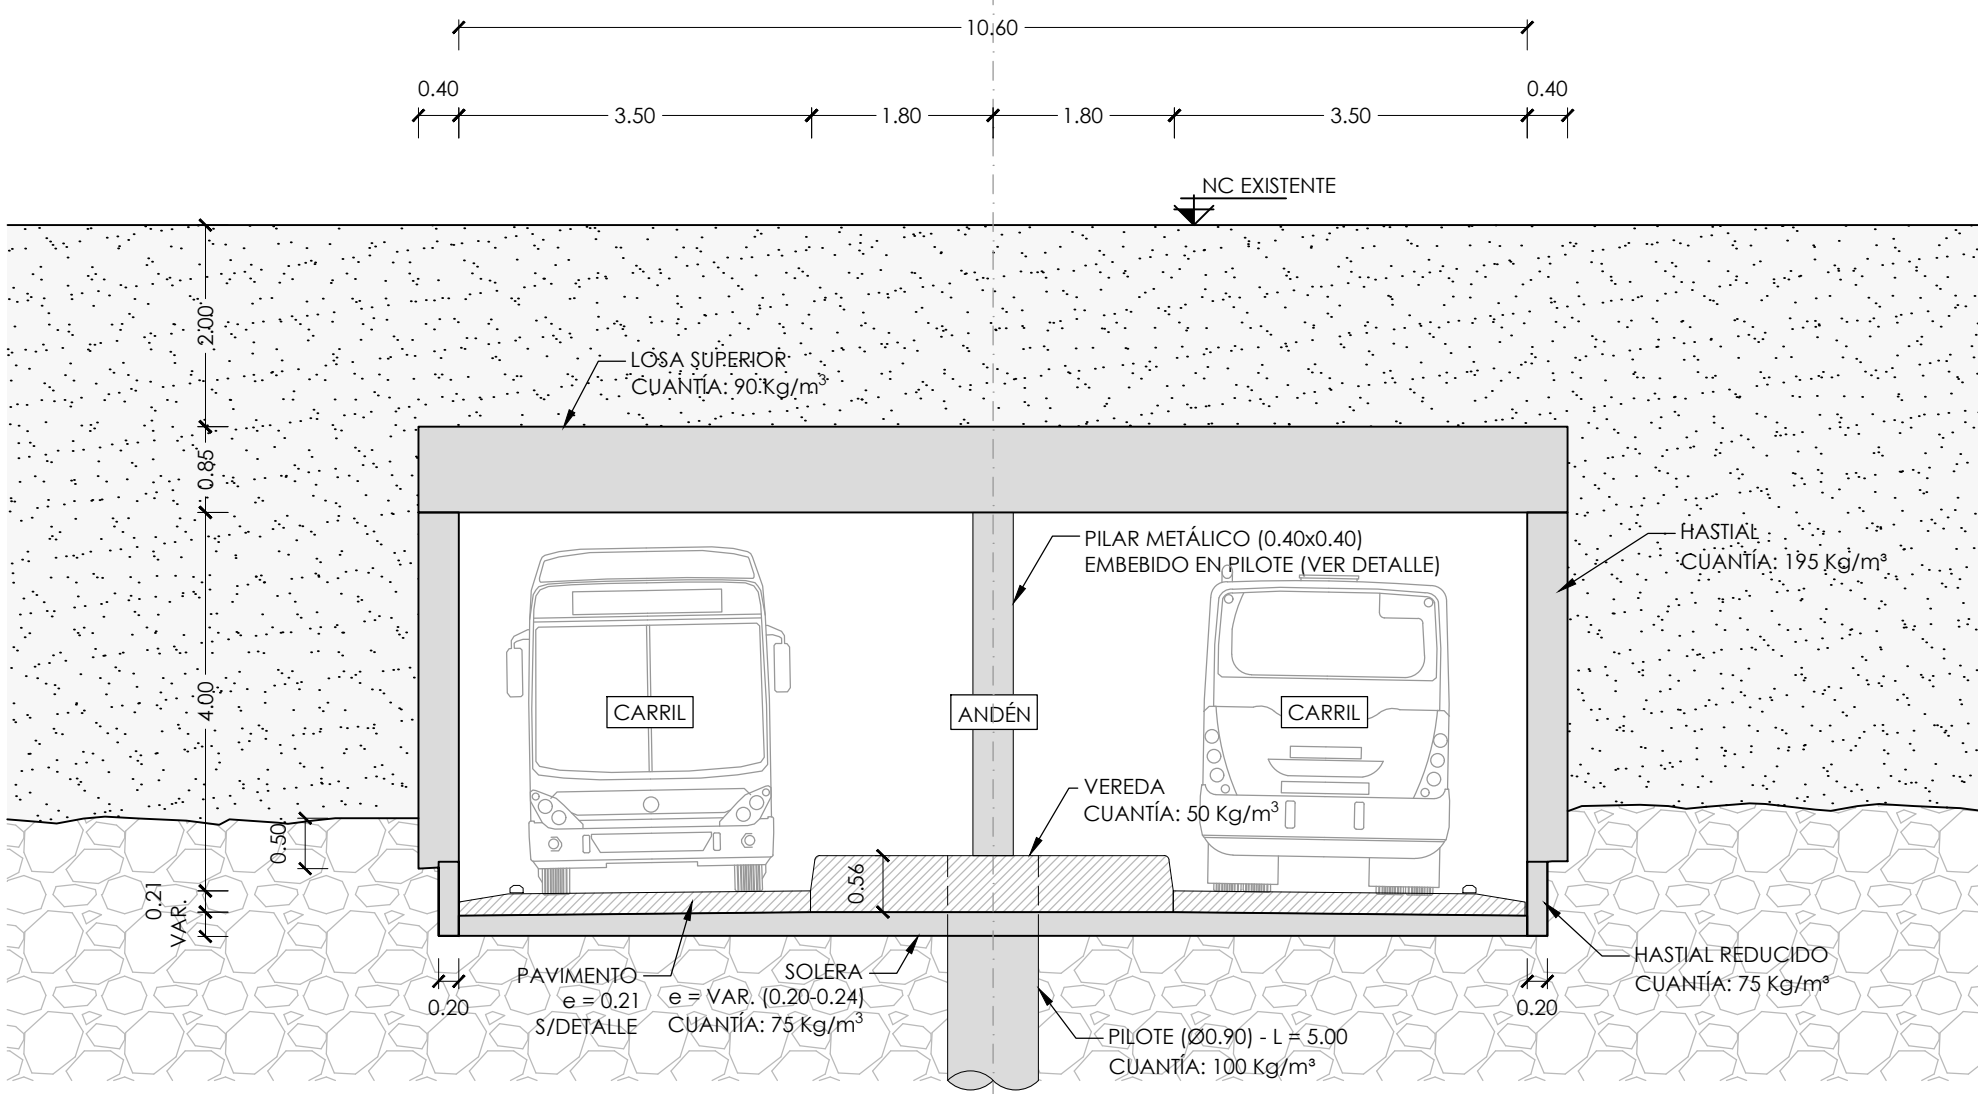 10.60
0.40
0.40
3.50
1.80
1.80
3.50
NC EXISTENTE
2.00
LOSA SUPERIOR
CUANTÍA: 90 Kg/m³
0.85
PILAR METÁLICO (0.40x0.40)
EMBEBIDO EN PILOTE (VER DETALLE)
HASTIAL
CUANTÍA: 195 Kg/m³
4.00
CARRIL
ANDÉN
CARRIL
VEREDA
CUANTÍA: 50 Kg/m³
0.50
0.56
0.21
VAR.
PAVIMENTO
e = 0.21
S/DETALLE
SOLERA
e = VAR. (0.20-0.24)
CUANTÍA: 75 Kg/m³
HASTIAL REDUCIDO
CUANTÍA: 75 Kg/m³
0.20
0.20
PILOTE (Ø0.90) - L = 5.00
CUANTÍA: 100 Kg/m³